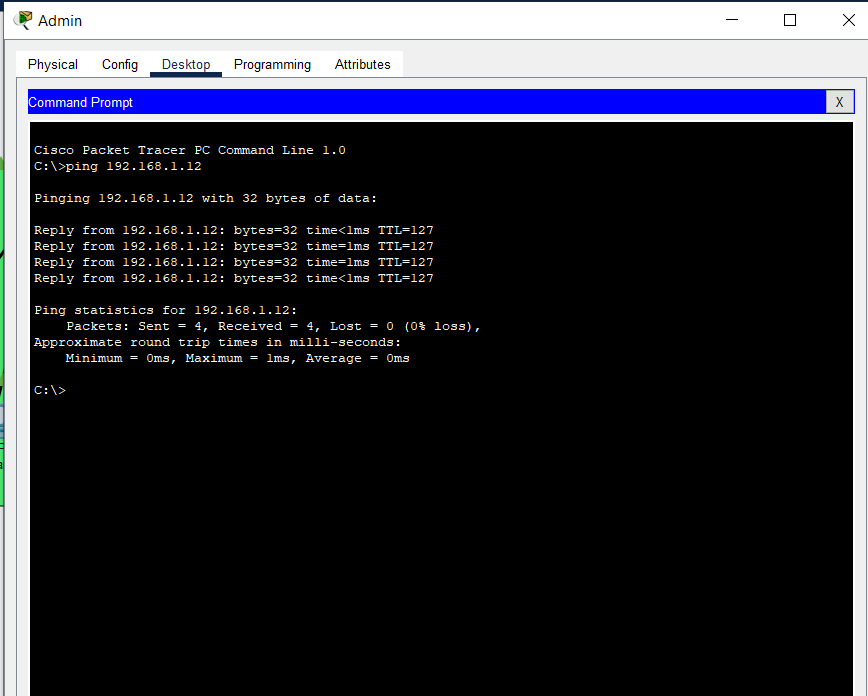 Admin
Physical Config Desktop Programming Attributes
Command Prompt X
Cisco Packet Tracer PC Command Line 1.0
C:\>ping 192.168.1.12
Pinging 192.168.1.12 with 32 bytes of data:
Reply from 192.168.1.12: bytes=32 time<1ms TTL=127
Reply from 192.168.1.12: bytes=32 time=1ms TTL=127
Reply from 192.168.1.12: bytes=32 time=1ms TTL=127
Reply from 192.168.1.12: bytes=32 time<1ms TTL=127
Ping statistics for 192.168.1.12:
Packets: Sent = 4, Received = 4, Lost = 0 (0% loss),
Approximate round trip times in milli-seconds:
Minimum = 0ms, Maximum = 1ms, Average = 0ms
C:\>